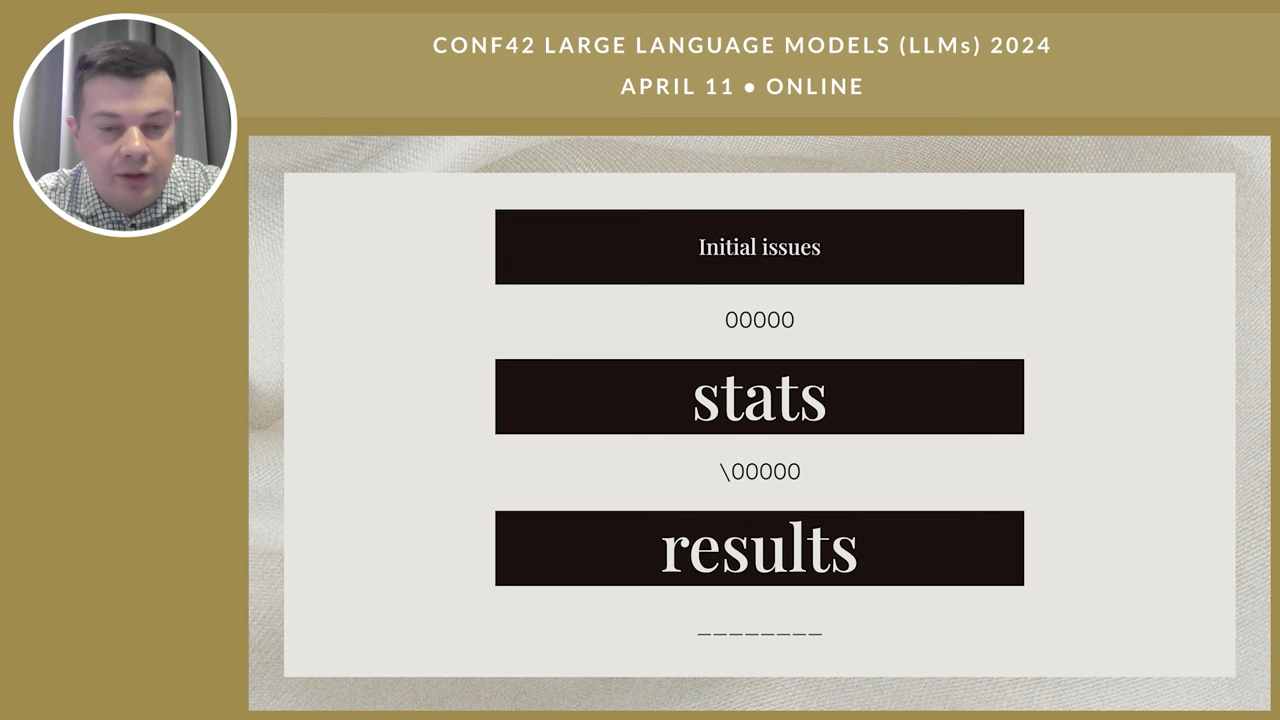 CONF42 LARGE LANGUAGE MODELS (LLMs) 2024
APRIL 11 ● ONLINE
Initial issues
00000
stats
\00000
results
________